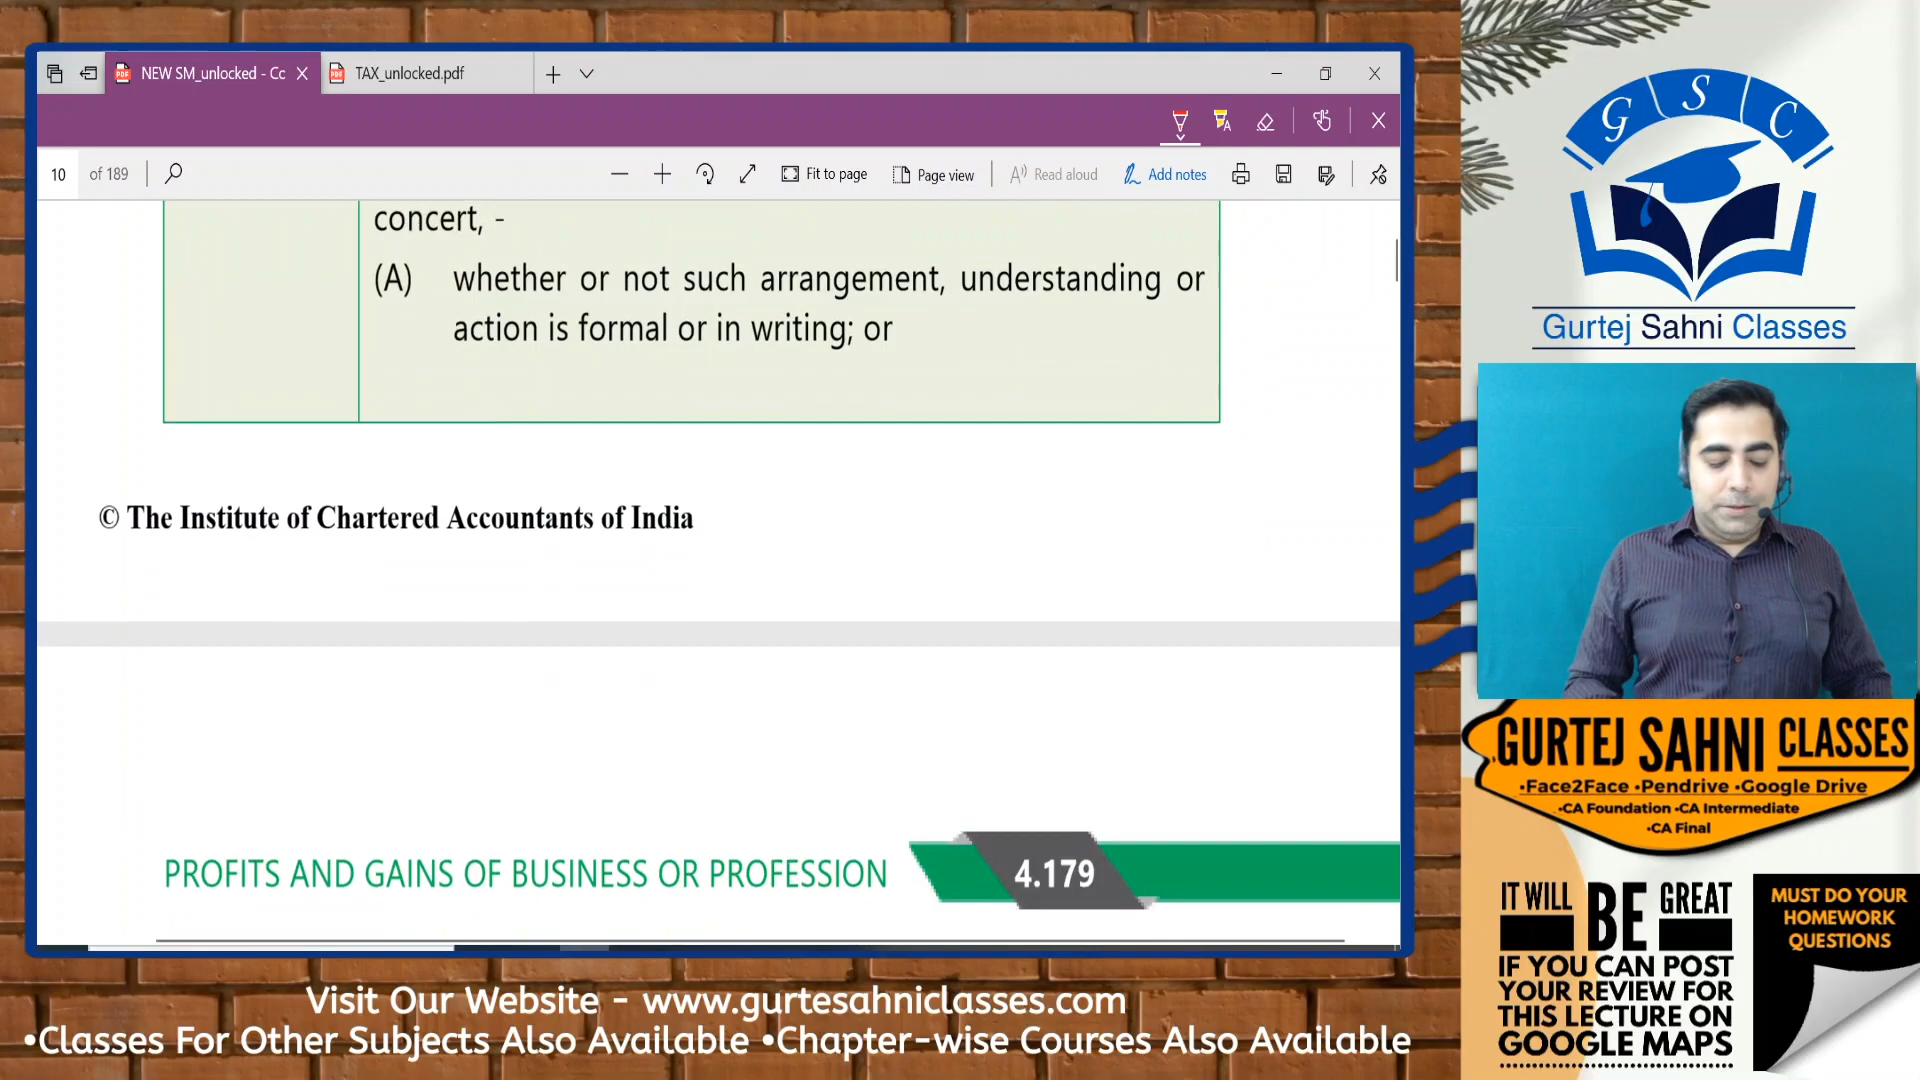 NEW SM_unlocked - Cc
TAX_unlocked.pdf
10 of 189
Fit to page
Page view
Read aloud
Add notes
concert, -
(A) whether or not such arrangement, understanding or
action is formal or in writing; or
© The Institute of Chartered Accountants of India
PROFITS AND GAINS OF BUSINESS OR PROFESSION
4.179
G S C
Gurtej Sahni Classes
GURTEJ SAHNI CLASSES
•Face2Face •Pendrive •Google Drive
•CA Foundation •CA Intermediate
•CA Final
IT WILL BE GREAT
IF YOU CAN POST
YOUR REVIEW FOR
THIS LECTURE ON
GOOGLE MAPS
MUST DO YOUR
HOMEWORK
QUESTIONS
Visit Our Website - www.gurtesahniclasses.com
•Classes For Other Subjects Also Available •Chapter-wise Courses Also Available